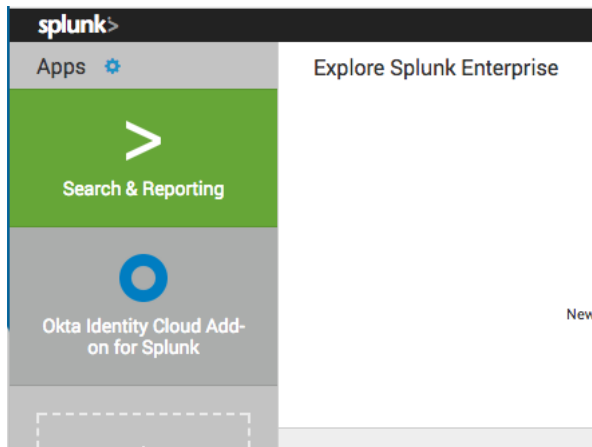 splunk>
Apps
Explore Splunk Enterprise
>
Search & Reporting
Okta Identity Cloud Add-
on for Splunk
New